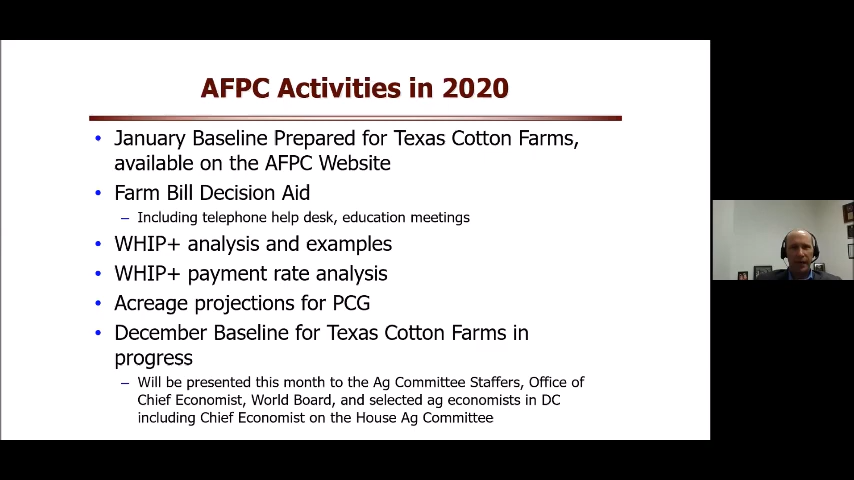 AFPC Activities in 2020
• January Baseline Prepared for Texas Cotton Farms,
available on the AFPC Website
• Farm Bill Decision Aid
– Including telephone help desk, education meetings
• WHIP+ analysis and examples
• WHIP+ payment rate analysis
• Acreage projections for PCG
• December Baseline for Texas Cotton Farms in
progress
– Will be presented this month to the Ag Committee Staffers, Office of
Chief Economist, World Board, and selected ag economists in DC
including Chief Economist on the House Ag Committee